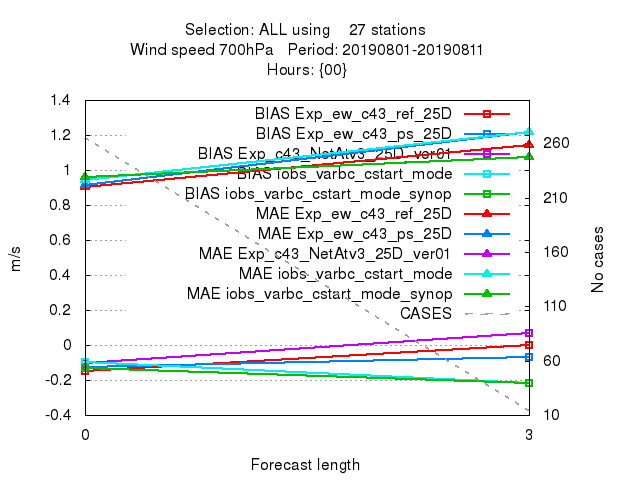 Selection: ALL using 27 stations
Wind speed 700hPa Period: 20190801-20190811
Hours: {00}
1.4
1.2
1
0.8
0.6
0.4
0.2
0
-0.2
-0.4
m/s
BIAS Exp_ew_c43_ref_25D
BIAS Exp_ew_c43_ps_25D
BIAS Exp_c43_NetAtv3_25D_ver01
BIAS iobs_varbc_cstart_mode
BIAS iobs_varbc_cstart_mode_synop
MAE Exp_ew_c43_ref_25D
MAE Exp_ew_c43_ps_25D
MAE Exp_c43_NetAtv3_25D_ver01
MAE iobs_varbc_cstart_mode
MAE iobs_varbc_cstart_mode_synop
CASES
260
210
160
110
60
10
No cases
0
3
Forecast length